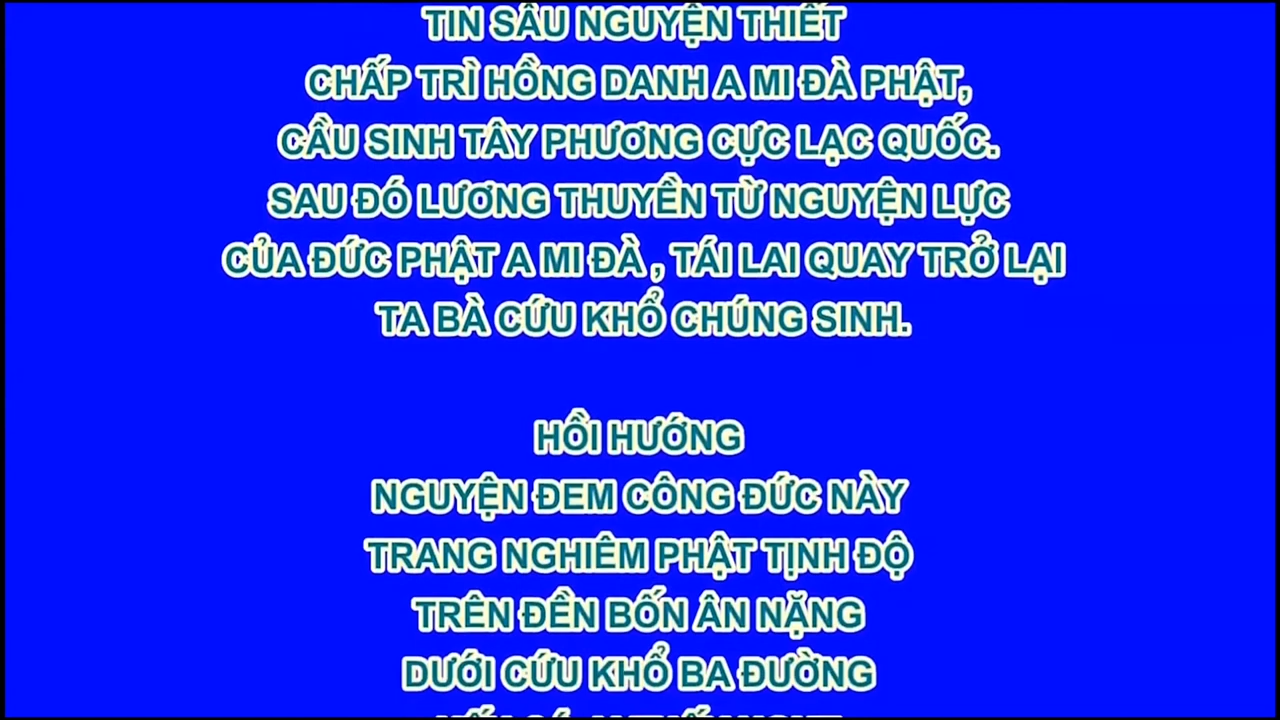 TIN SÂU NGUYỆN THIẾT
CHẤP TRÌ HỒNG DANH A MI ĐÀ PHẬT,
CẦU SINH TÂY PHƯƠNG CỰC LẠC QUỐC.
SAU ĐÓ LƯƠNG THUYỀN TỪ NGUYỆN LỰC
CỦA ĐỨC PHẬT A MI ĐÀ , TÁI LAI QUAY TRỞ LẠI
TA BÀ CỨU KHỔ CHÚNG SINH.
HỒI HƯỚNG
NGUYỆN ĐEM CÔNG ĐỨC NÀY
TRANG NGHIÊM PHẬT TỊNH ĐỘ
TRÊN ĐỀN BỐN ÂN NẶNG
DƯỚI CỨU KHỔ BA ĐƯỜNG